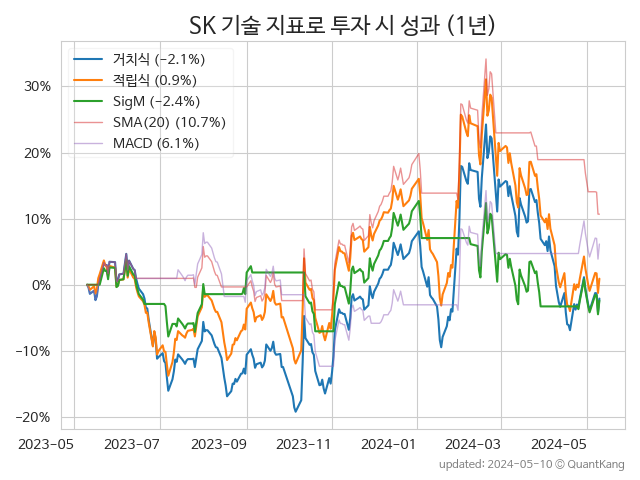 SK 기술 지표로 투자 시 성과 (1년)
거치식 (−2.1%)
적립식 (0.9%)
SigM (−2.4%)
SMA(20) (10.7%)
MACD (6.1%)
30%
20%
10%
0%
−10%
−20%
2023-05
2023-07
2023-09
2023-11
2024-01
2024-03
2024-05
updated: 2024-05-10 © QuantKang